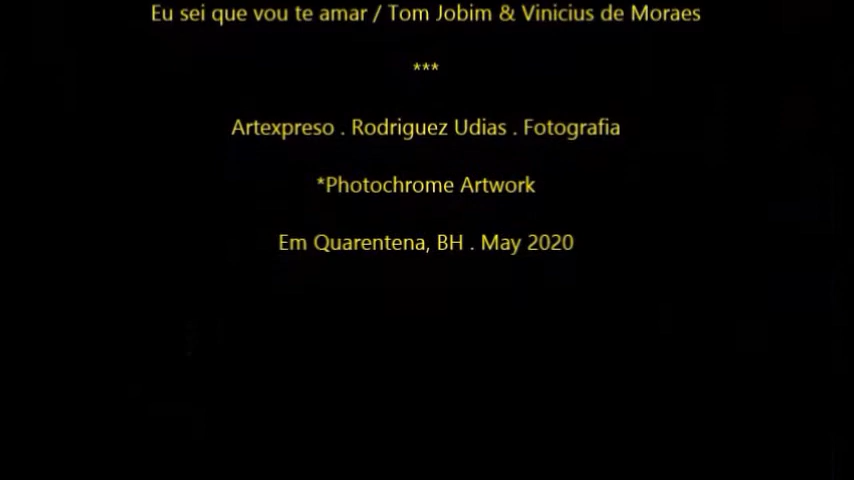 Eu sei que vou te amar / Tom Jobim & Vinicius de Moraes
***
Artexpreso . Rodriguez Udias . Fotografia
*Photochrome Artwork
Em Quarentena, BH . May 2020